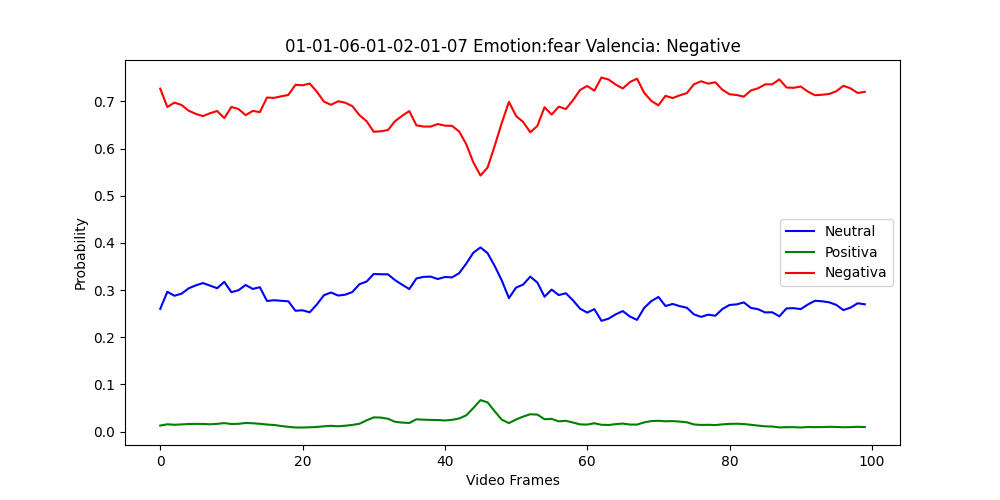 01-01-06-01-02-01-07 Emotion:fear Valencia: Negative
Probability
0.7
0.6
0.5
0.4
0.3
0.2
0.1
0.0
Neutral
Positiva
Negativa
0
20
40
60
80
100
Video Frames